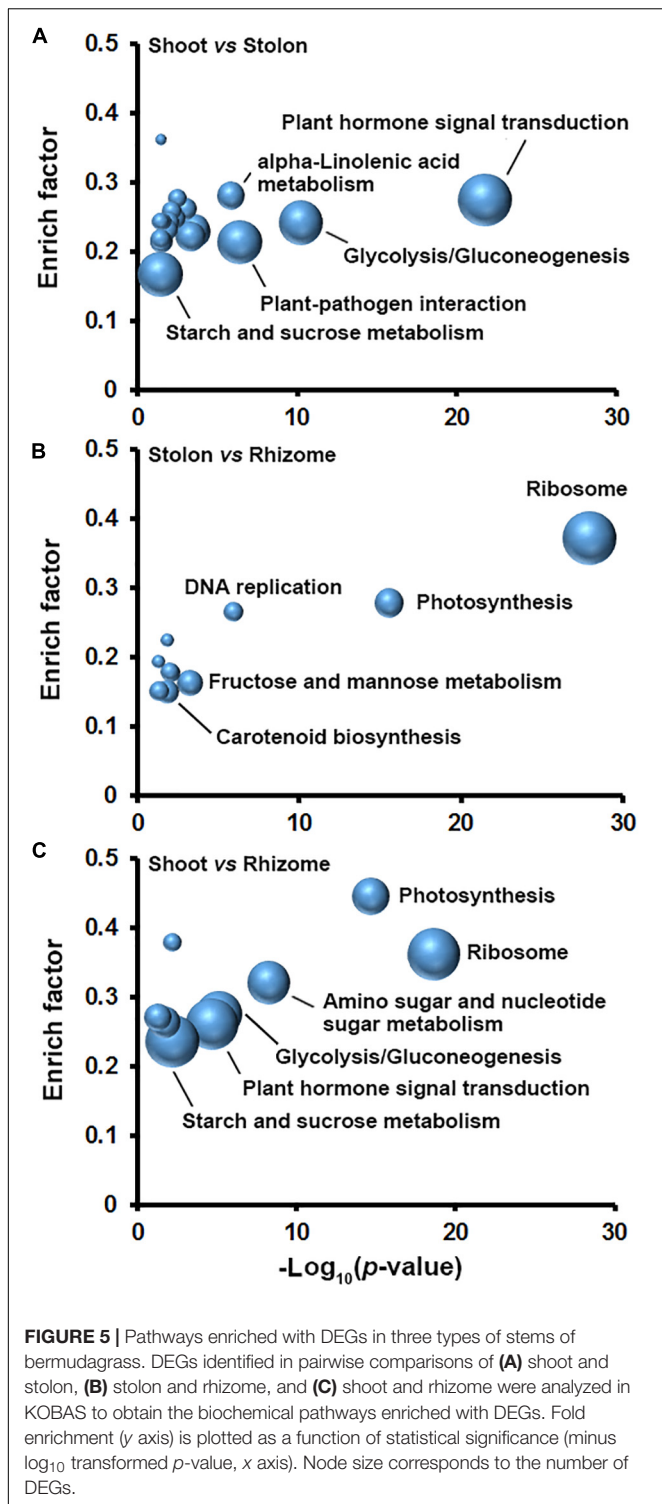 A
Shoot vs Stolon
Enrich factor
0.5
0.4
0.3
0.2
0.1
0
Plant hormone signal transduction
alpha-Linolenic acid
metabolism
Glycolysis/Gluconeogenesis
Plant-pathogen interaction
Starch and sucrose metabolism
0 10 20 30
B
Stolon vs Rhizome
Enrich factor
0.5
0.4
0.3
0.2
0.1
0
Ribosome
DNA replication
Photosynthesis
Fructose and mannose metabolism
Carotenoid biosynthesis
0 10 20 30
C
Shoot vs Rhizome
Enrich factor
0.5
0.4
0.3
0.2
0.1
0
Photosynthesis
Ribosome
Amino sugar and nucleotide
sugar metabolism
Glycolysis/Gluconeogenesis
Plant hormone signal transduction
Starch and sucrose metabolism
0 10 20 30
-Log₁₀(p-value)
FIGURE 5 | Pathways enriched with DEGs in three types of stems of
bermudagrass. DEGs identified in pairwise comparisons of (A) shoot and
stolon, (B) stolon and rhizome, and (C) shoot and rhizome were analyzed in
KOBAS to obtain the biochemical pathways enriched with DEGs. Fold
enrichment (y axis) is plotted as a function of statistical significance (minus
log₁₀ transformed p-value, x axis). Node size corresponds to the number of
DEGs.